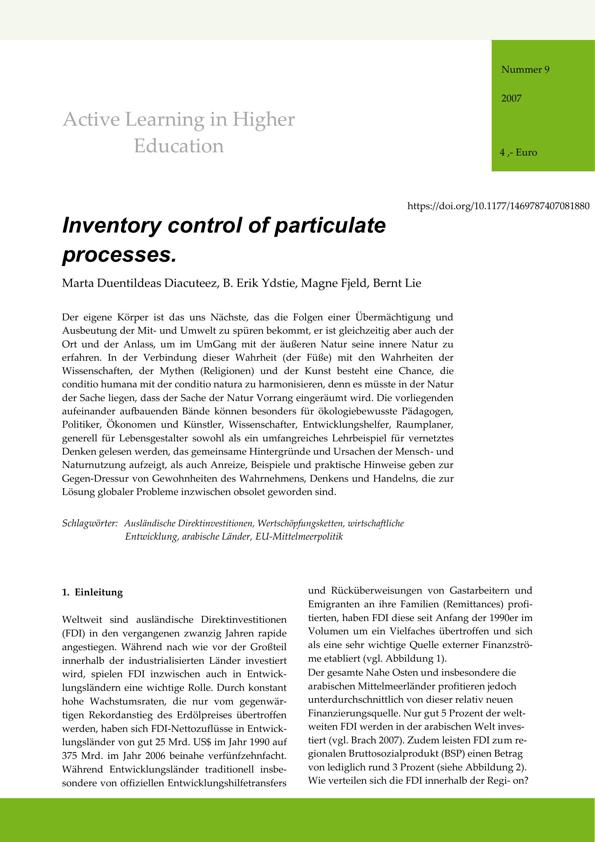 Nummer 9
2007
4 ,- Euro
Active Learning in Higher
Education
https://doi.org/10.1177/1469787407081880
Inventory control of particulate
processes.
Marta Duentildeas Diacuteez, B. Erik Ydstie, Magne Fjeld, Bernt Lie
Der eigene Körper ist das uns Nächste, das die Folgen einer Übermächtigung und
Ausbeutung der Mit- und Umwelt zu spüren bekommt, er ist gleichzeitig aber auch der
Ort und der Anlass, um im UmGang mit der äußeren Natur seine innere Natur zu
erfahren. In der Verbindung dieser Wahrheit (der Füße) mit den Wahrheiten der
Wissenschaften, der Mythen (Religionen) und der Kunst besteht eine Chance, die
conditio humana mit der conditio natura zu harmonisieren, denn es müsste in der Natur
der Sache liegen, dass der Sache der Natur Vorrang eingeräumt wird. Die vorliegenden
aufeinander aufbauenden Bände können besonders für ökologiebewusste Pädagogen,
Politiker, Ökonomen und Künstler, Wissenschafter, Entwicklungshelfer, Raumplaner,
generell für Lebensgestalter sowohl als ein umfangreiches Lehrbeispiel für vernetztes
Denken gelesen werden, das gemeinsame Hintergründe und Ursachen der Mensch- und
Naturnutzung aufzeigt, als auch Anreize, Beispiele und praktische Hinweise geben zur
Gegen-Dressur von Gewohnheiten des Wahrnehmens, Denkens und Handelns, die zur
Lösung globaler Probleme inzwischen obsolet geworden sind.
Schlagwörter: Ausländische Direktinvestitionen, Wertschöpfungsketten, wirtschaftliche
Entwicklung, arabische Länder, EU-Mittelmeerpolitik
1. Einleitung
Weltweit sind ausländische Direktinvestitionen
(FDI) in den vergangenen zwanzig Jahren rapide
angestiegen. Während nach wie vor der Großteil
innerhalb der industrialisierten Länder investiert
wird, spielen FDI inzwischen auch in Entwick-
lungsländern eine wichtige Rolle. Durch konstant
hohe Wachstumsraten, die nur vom gegenwär-
tigen Rekordanstieg des Erdölpreises übertroffen
werden, haben sich FDI-Nettozuflüsse in Entwick-
lungsländer von gut 25 Mrd. US$ im Jahr 1990 auf
375 Mrd. im Jahr 2006 beinahe verfünfzehnfacht.
Während Entwicklungsländer traditionell insbe-
sondere von offiziellen Entwicklungshilfetransfers
und Rücküberweisungen von Gastarbeitern und
Emigranten an ihre Familien (Remittances) profi-
tierten, haben FDI diese seit Anfang der 1990er im
Volumen um ein Vielfaches übertroffen und sich
als eine sehr wichtige Quelle externer Finanzströ-
me etabliert (vgl. Abbildung 1).
Der gesamte Nahe Osten und insbesondere die
arabischen Mittelmeerländer profitieren jedoch
unterdurchschnittlich von dieser relativ neuen
Finanzierungsquelle. Nur gut 5 Prozent der welt-
weiten FDI werden in der arabischen Welt inves-
tiert (vgl. Brach 2007). Zudem leisten FDI zum re-
gionalen Bruttosozialprodukt (BSP) einen Betrag
von lediglich rund 3 Prozent (siehe Abbildung 2).
Wie verteilen sich die FDI innerhalb der Regi- on?